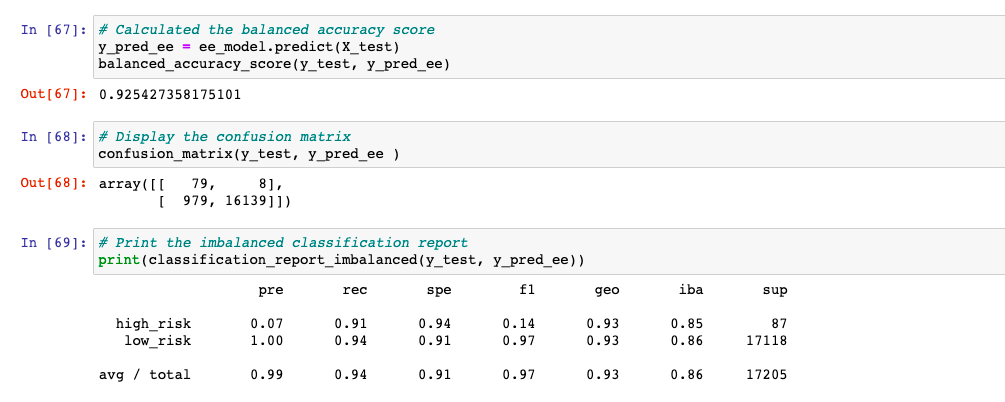 In [67]: # Calculated the balanced accuracy score
y_pred_ee = ee_model.predict(X_test)
balanced_accuracy_score(y_test, y_pred_ee)
Out[67]: 0.925427358175101
In [68]: # Display the confusion matrix
confusion_matrix(y_test, y_pred_ee )
Out[68]: array([[   79,     8],
       [  979, 16139]])
In [69]: # Print the imbalanced classification report
print(classification_report_imbalanced(y_test, y_pred_ee))
                   pre       rec       spe        f1       geo       iba       sup
  high_risk       0.07      0.91      0.94      0.14      0.93      0.85        87
   low_risk       1.00      0.94      0.91      0.97      0.93      0.86     17118
avg / total       0.99      0.94      0.91      0.97      0.93      0.86     17205